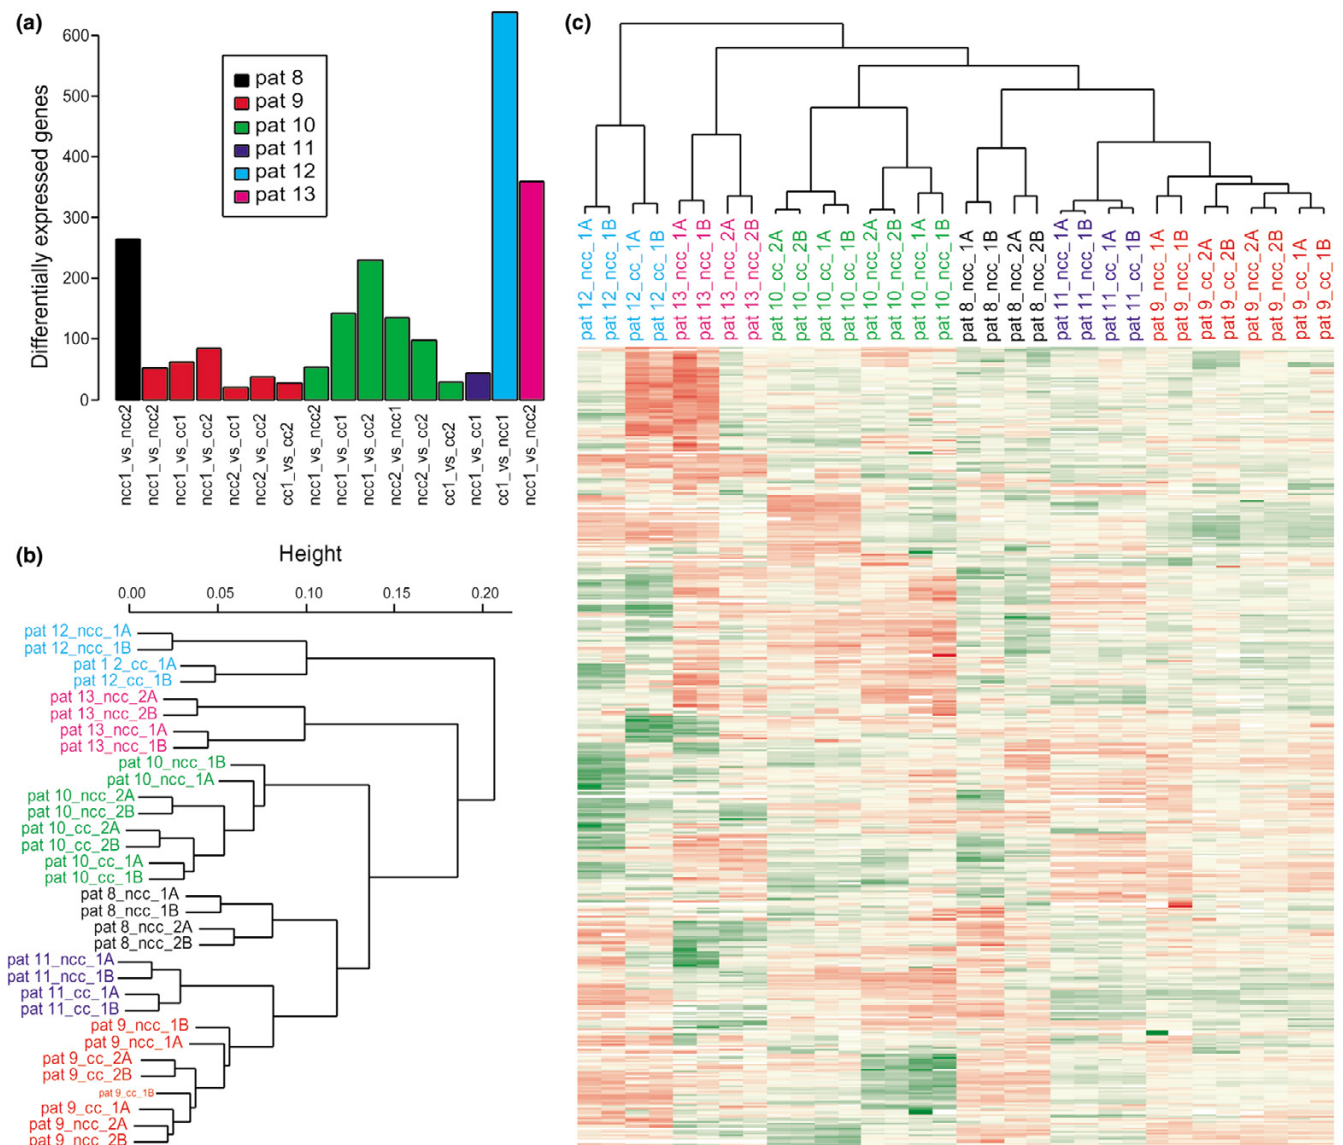 (a)
Differentially expressed genes
600
500
400
300
200
100
0
pat 8
pat 9
pat 10
pat 11
pat 12
pat 13
ncc1_vs_ncc2
ncc1_vs_ncc2
ncc1_vs_cc1
ncc1_vs_cc2
ncc2_vs_cc1
ncc2_vs_cc2
cc1_vs_cc2
ncc1_vs_ncc2
ncc1_vs_cc1
ncc1_vs_cc2
ncc2_vs_ncc1
ncc2_vs_cc2
cc1_vs_cc2
ncc1_vs_cc1
cc1_vs_ncc1
ncc1_vs_ncc2
(b)
Height
0.00 0.05 0.10 0.15 0.20
pat 12_ncc_1A
pat 12_ncc_1B
pat 1 2_cc_1A
pat 12_cc_1B
pat 13_ncc_2A
pat 13_ncc_2B
pat 13_ncc_1A
pat 13_ncc_1B
pat 10_ncc_1B
pat 10_ncc_1A
pat 10_ncc_2A
pat 10_ncc_2B
pat 10_cc_2A
pat 10_cc_2B
pat 10_cc_1A
pat 10_cc_1B
pat 8_ncc_1A
pat 8_ncc_1B
pat 8_ncc_2A
pat 8_ncc_2B
pat 11_ncc_1A
pat 11_ncc_1B
pat 11_cc_1A
pat 11_cc_1B
pat 9_ncc_1B
pat 9_ncc_1A
pat 9_cc_2A
pat 9_cc_2B
pat 9_cc_1B
pat 9_cc_1A
pat 9_ncc_2A
pat 9_ncc_2B
(c)
pat 12_ncc_1A
pat 12_ncc_1B
pat 12_cc_1A
pat 12_cc_1B
pat 13_ncc_1A
pat 13_ncc_1B
pat 13_ncc_2A
pat 13_ncc_2B
pat 10_cc_2A
pat 10_cc_2B
pat 10_cc_1A
pat 10_cc_1B
pat 10_ncc_2A
pat 10_ncc_2B
pat 10_ncc_1A
pat 10_ncc_1B
pat 8_ncc_1A
pat 8_ncc_1B
pat 8_ncc_2A
pat 8_ncc_2B
pat 11_ncc_1A
pat 11_ncc_1B
pat 11_cc_1A
pat 11_cc_1B
pat 9_ncc_1A
pat 9_ncc_1B
pat 9_cc_2A
pat 9_cc_2B
pat 9_ncc_2A
pat 9_ncc_2B
pat 9_cc_1A
pat 9_cc_1B